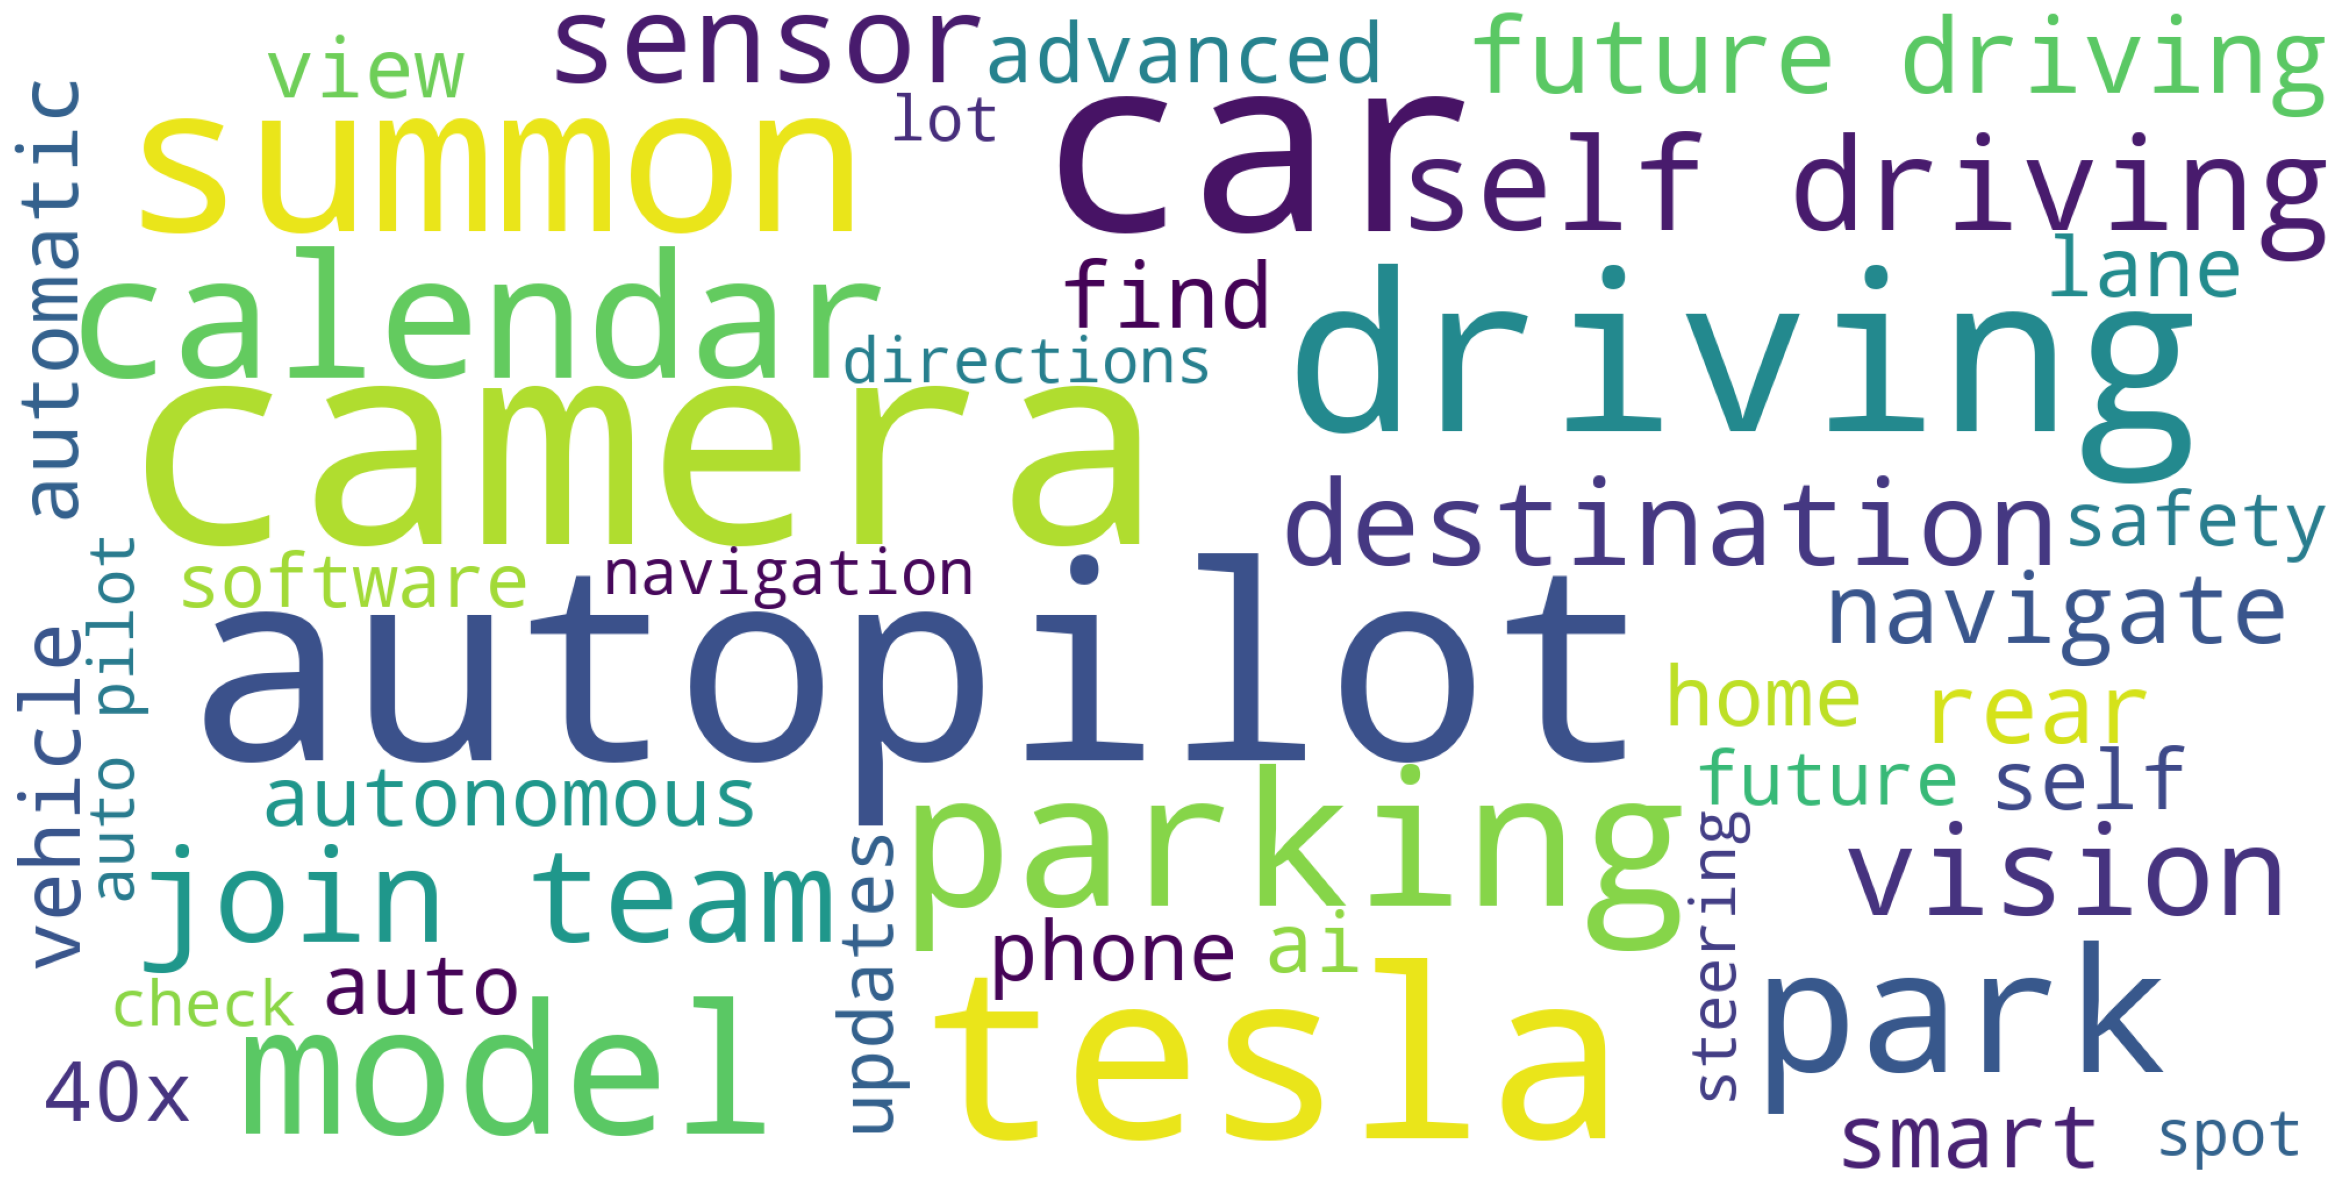 sensor
advanced
future driving
view
lot
summon
car
self driving
automatic
calendar
find
lane
directions
driving
camera
destination
safety
software
navigation
auto pilot
autopilot
navigate
vehicle
home
rear
autonomous
parking
future
self
join team
updates
steering
vision
phone
ai
check
auto
model
tesla
park
40x
smart
spot